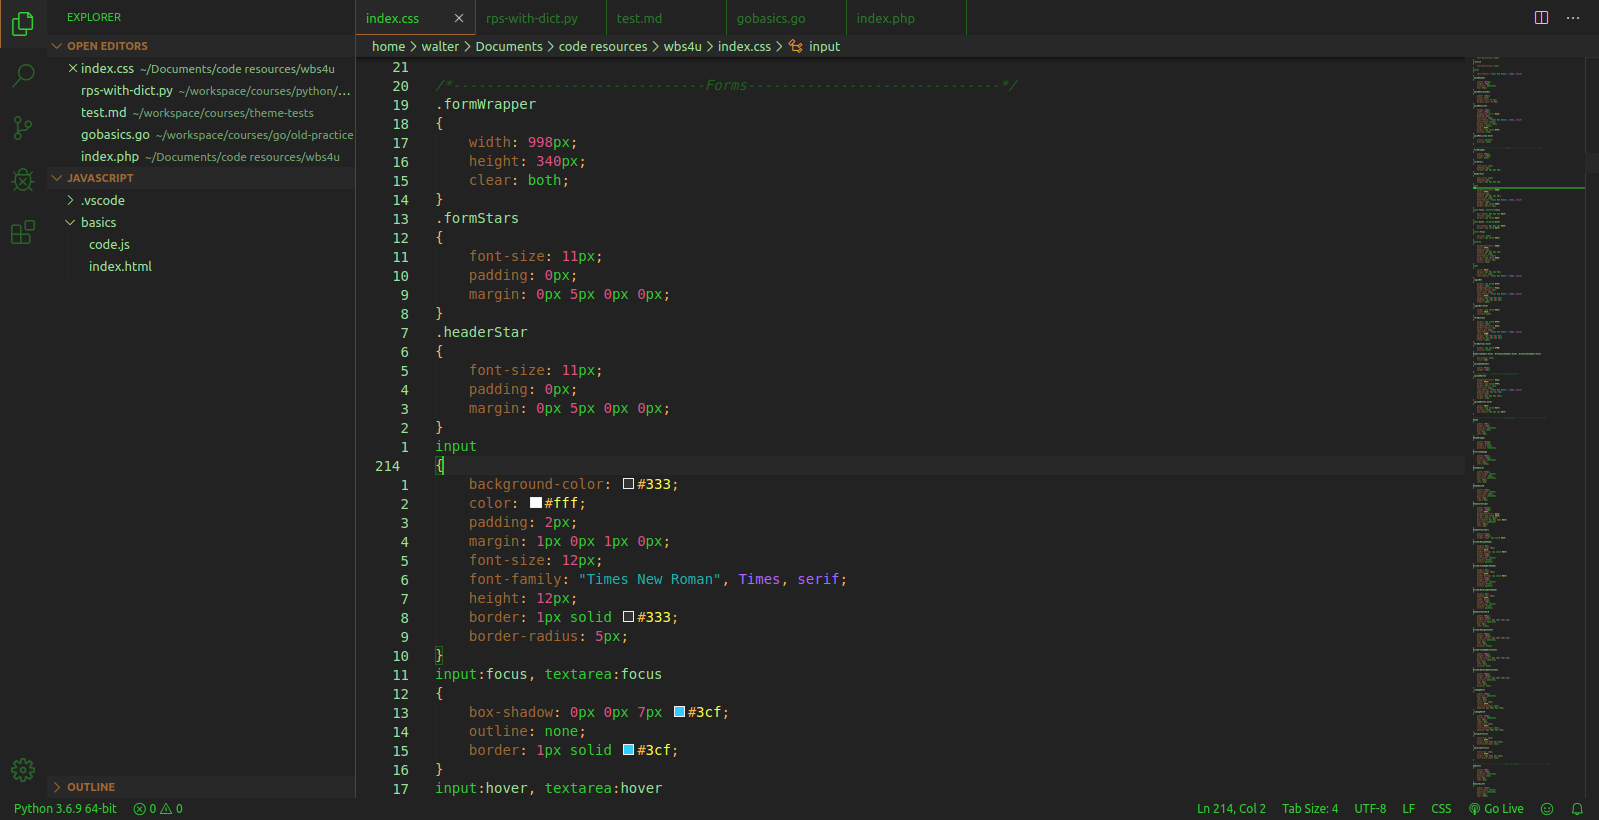 EXPLORER
OPEN EDITORS
index.css ~/Documents/code resources/wbs4u
rps-with-dict.py ~/workspace/courses/python/...
test.md ~/workspace/courses/theme-tests
gobasics.go ~/workspace/courses/go/old-practice
index.php ~/Documents/code resources/wbs4u
JAVASCRIPT
.vscode
basics
code.js
index.html
OUTLINE
index.css rps-with-dict.py test.md gobasics.go index.php
home > walter > Documents > code resources > wbs4u > index.css > input
21
20 /*------------------------------Forms------------------------------*/
19 .formWrapper
18 {
17 width: 998px;
16 height: 340px;
15 clear: both;
14 }
13 .formStars
12 {
11 font-size: 11px;
10 padding: 0px;
9 margin: 0px 5px 0px 0px;
8 }
7 .headerStar
6 {
5 font-size: 11px;
4 padding: 0px;
3 margin: 0px 5px 0px 0px;
2 }
1 input
214 {
1 background-color: #333;
2 color: #fff;
3 padding: 2px;
4 margin: 1px 0px 1px 0px;
5 font-size: 12px;
6 font-family: "Times New Roman", Times, serif;
7 height: 12px;
8 border: 1px solid #333;
9 border-radius: 5px;
10 }
11 input:focus, textarea:focus
12 {
13 box-shadow: 0px 0px 7px #3cf;
14 outline: none;
15 border: 1px solid #3cf;
16 }
17 input:hover, textarea:hover
Python 3.6.9 64-bit 0 0 Ln 214, Col 2 Tab Size: 4 UTF-8 LF CSS Go Live